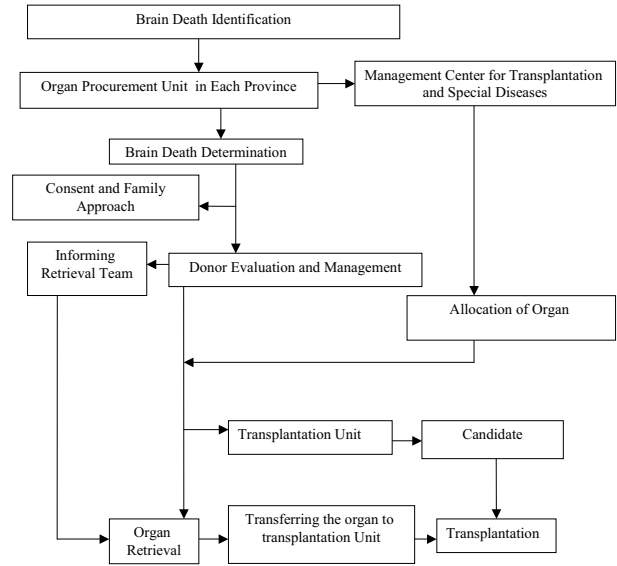 Brain Death Identification
Organ Procurement Unit in Each Province
Management Center for Transplantation
and Special Diseases
Brain Death Determination
Consent and Family
Approach
Informing
Retrieval Team
Donor Evaluation and Management
Allocation of Organ
Transplantation Unit
Candidate
Organ
Retrieval
Transferring the organ to
transplantation Unit
Transplantation